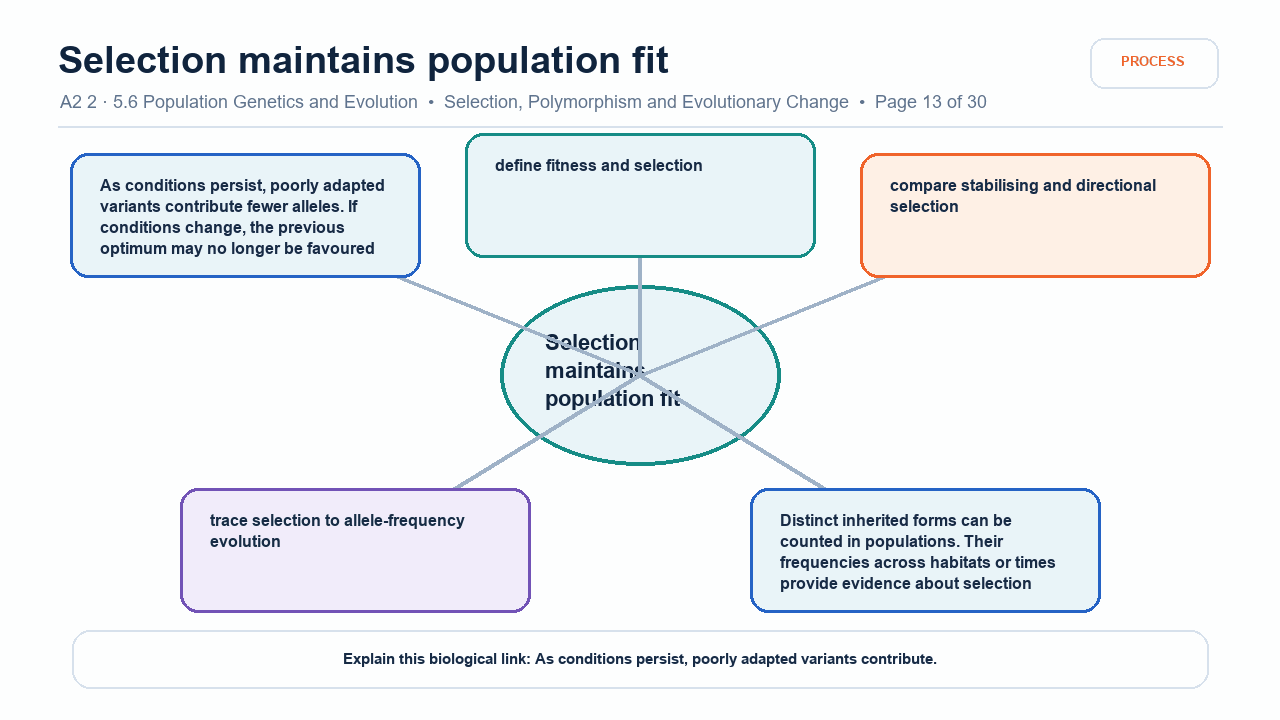 Selection maintains population fit
PROCESS
A2 2 · 5.6 Population Genetics and Evolution • Selection, Polymorphism and Evolutionary Change • Page 13 of 30
As conditions persist, poorly adapted
variants contribute fewer alleles. If
conditions change, the previous
optimum may no longer be favoured
define fitness and selection
compare stabilising and directional
selection
Selection
maintains
population fit
trace selection to allele-frequency
evolution
Distinct inherited forms can be
counted in populations. Their
frequencies across habitats or times
provide evidence about selection
Explain this biological link: As conditions persist, poorly adapted variants contribute.